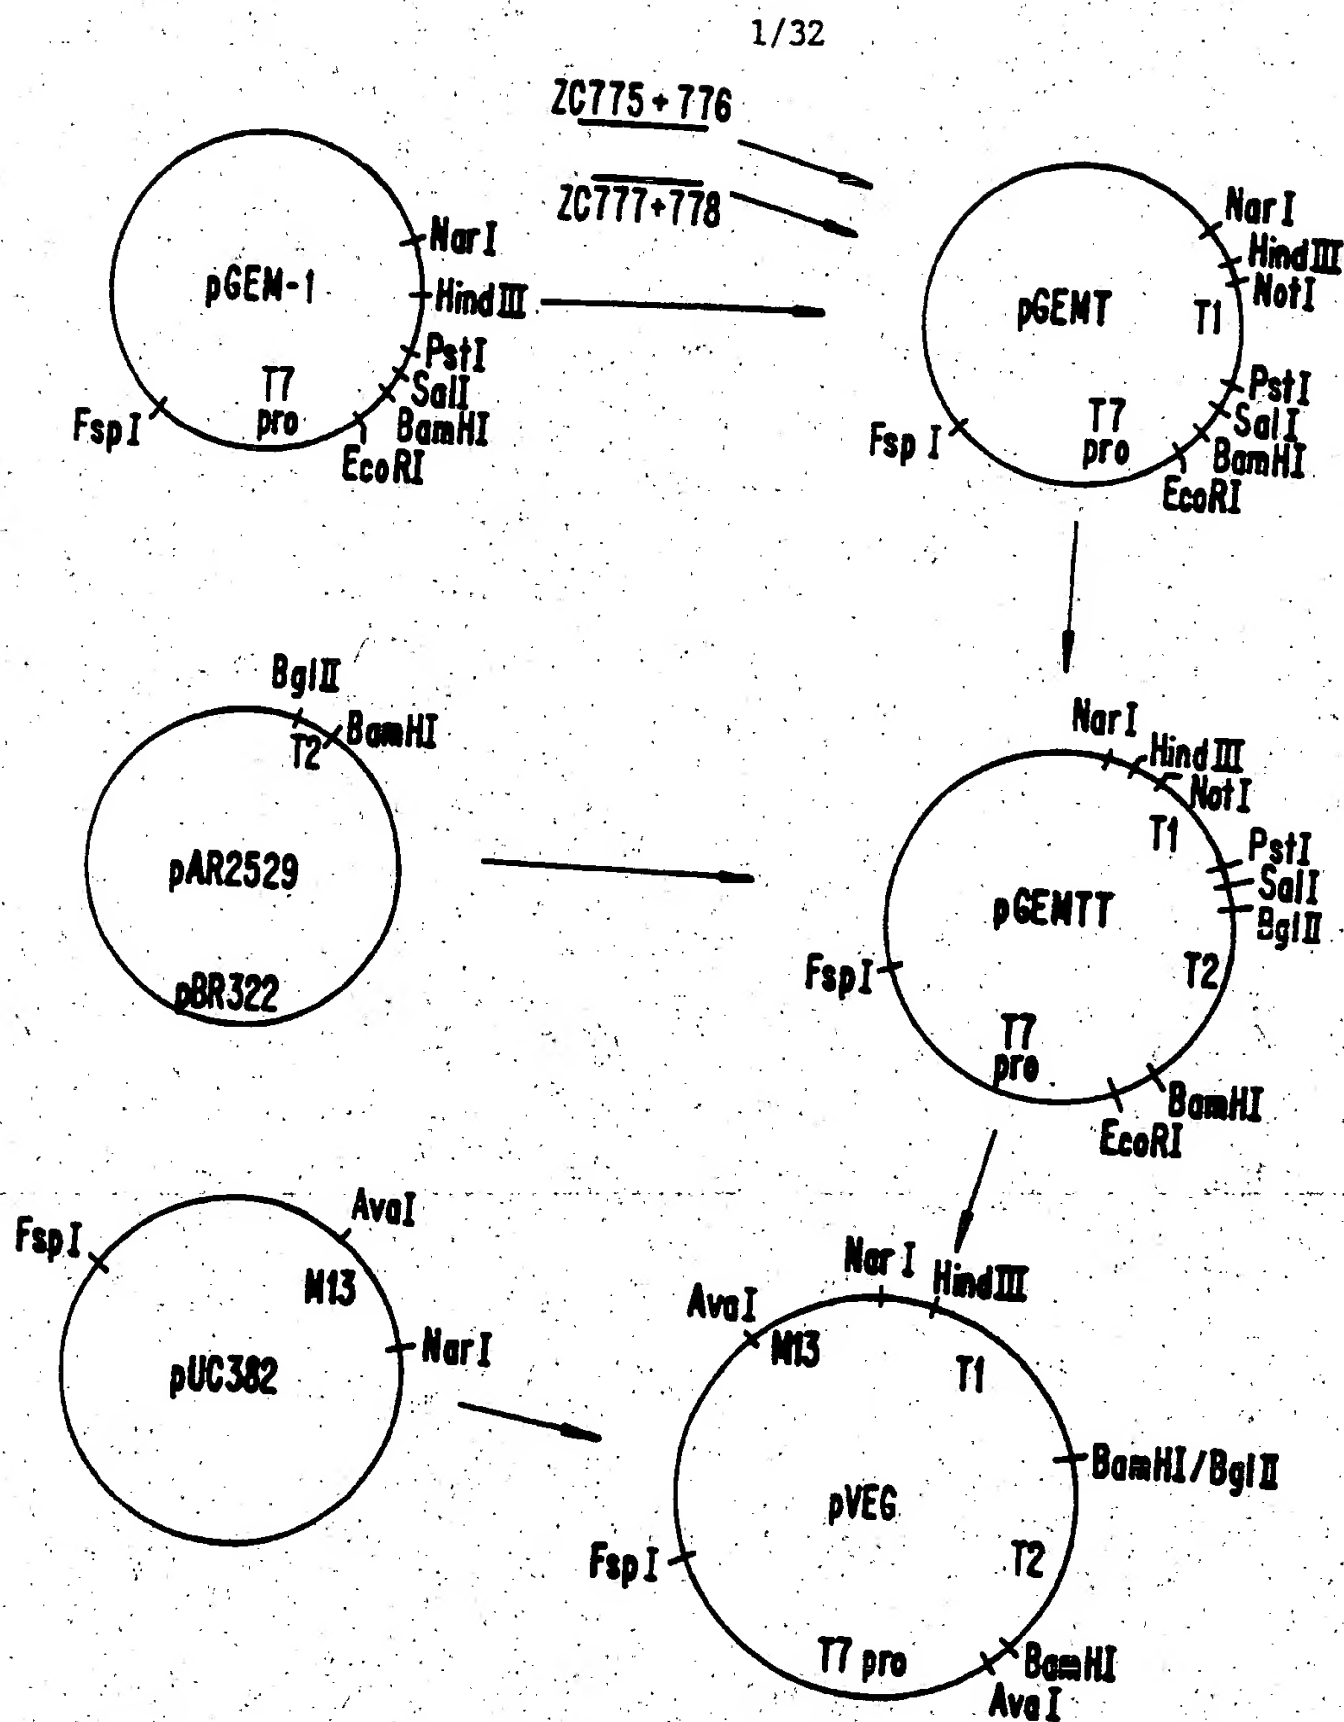 1/32
ZC775+776
ZC777+778
pGEM-1
NarI
HindIII
PstI
SalI
BamHI
EcoRI
T7
pro
FspI
pGEMT
NarI
HindIII
NotI
T1
PstI
SalI
BamHI
EcoRI
T7
pro
Fsp I
BglII
BamHI
T2
pAR2529
pBR322
NarI
HindIII
NotI
T1
PstI
SalI
BglII
pGEMTT
T2
FspI
T7
pro
BamHI
EcoRI
FspI
AvaI
M13
NarI
pUC382
NarI
HindIII
AvaI
M13
T1
BamHI/BglII
pVEG
T2
FspI
T7 pro
BamHI
AvaI